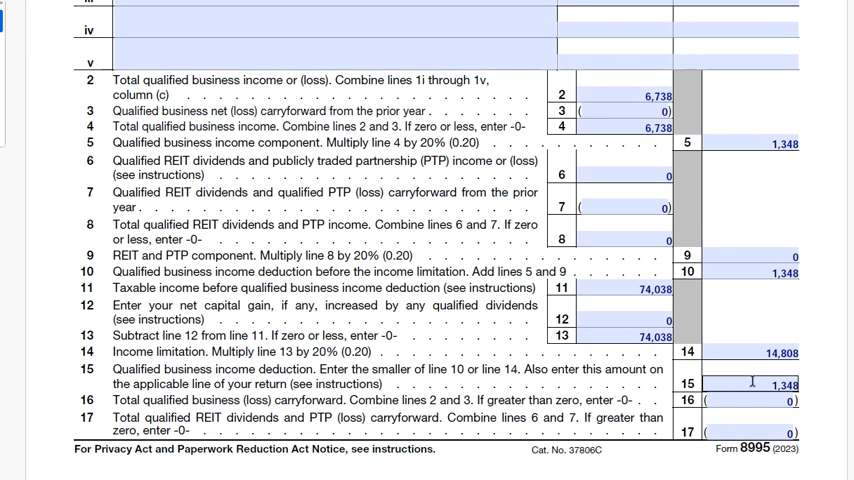 iv
v
2 Total qualified business income or (loss). Combine lines 1i through 1v,
column (c) . . . . . . . . . . . . . . . . . . . . . . 2 6,738
3 Qualified business net (loss) carryforward from the prior year . . . . . . . 3 ( 0)
4 Total qualified business income. Combine lines 2 and 3. If zero or less, enter -0- 4 6,738
5 Qualified business income component. Multiply line 4 by 20% (0.20) . . . . . . . . . . 5 1,348
6 Qualified REIT dividends and publicly traded partnership (PTP) income or (loss)
(see instructions) . . . . . . . . . . . . . . . . . . . . 6 0
7 Qualified REIT dividends and qualified PTP (loss) carryforward from the prior
year . . . . . . . . . . . . . . . . . . . . . . . . 7 ( 0)
8 Total qualified REIT dividends and PTP income. Combine lines 6 and 7. If zero
or less, enter -0- . . . . . . . . . . . . . . . . . . . . 8 0
9 REIT and PTP component. Multiply line 8 by 20% (0.20) . . . . . . . . . . . . . 9 0
10 Qualified business income deduction before the income limitation. Add lines 5 and 9 . . . . . . 10 1,348
11 Taxable income before qualified business income deduction (see instructions) 11 74,038
12 Enter your net capital gain, if any, increased by any qualified dividends
(see instructions) . . . . . . . . . . . . . . . . . . . . 12 0
13 Subtract line 12 from line 11. If zero or less, enter -0- . . . . . . . . 13 74,038
14 Income limitation. Multiply line 13 by 20% (0.20) . . . . . . . . . . . . . . . . 14 14,808
15 Qualified business income deduction. Enter the smaller of line 10 or line 14. Also enter this amount on
the applicable line of your return (see instructions) . . . . . . . . . . . . . . . 15 1,348
16 Total qualified business (loss) carryforward. Combine lines 2 and 3. If greater than zero, enter -0- . . 16 ( 0)
17 Total qualified REIT dividends and PTP (loss) carryforward. Combine lines 6 and 7. If greater than
zero, enter -0- . . . . . . . . . . . . . . . . . . . . . . . . . . 17 ( 0)
For Privacy Act and Paperwork Reduction Act Notice, see instructions. Cat. No. 37806C Form 8995 (2023)